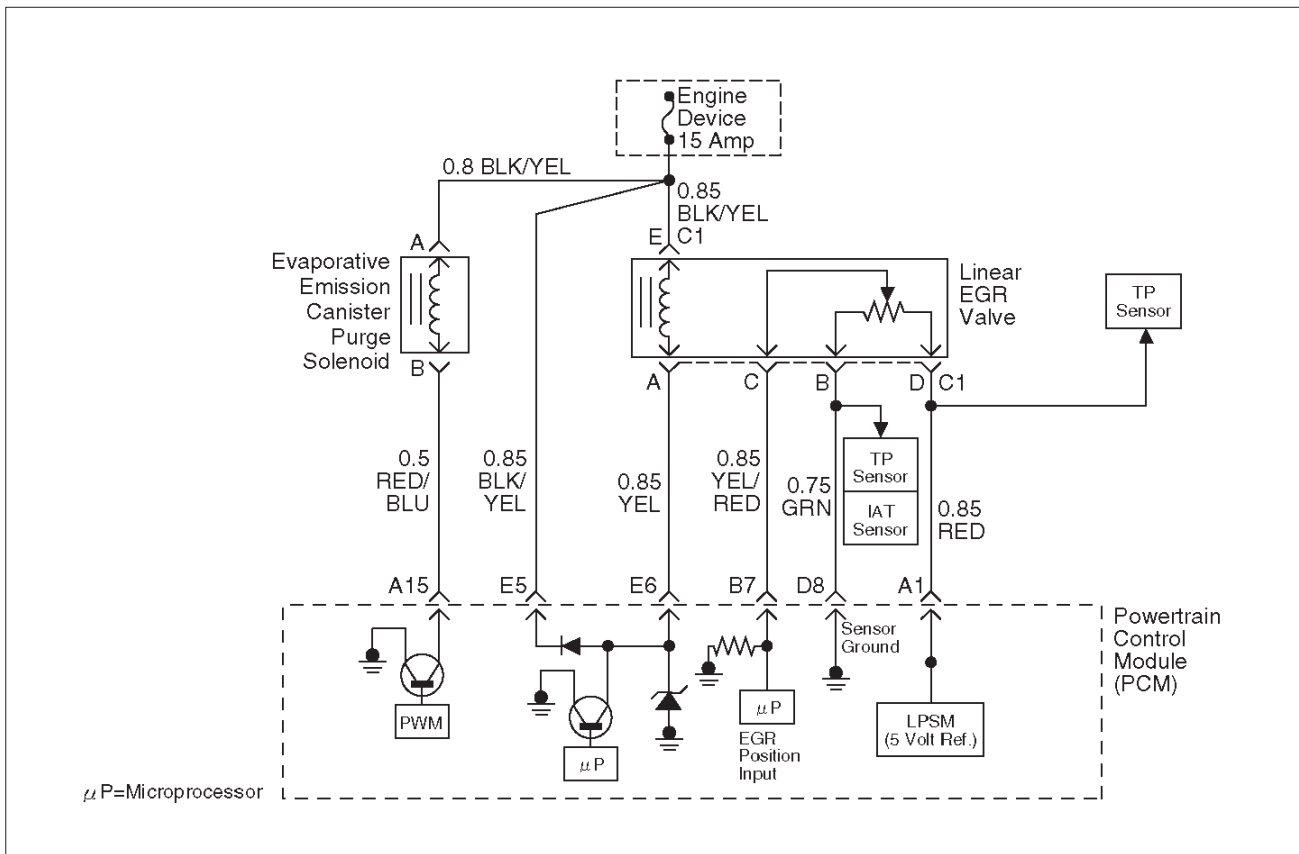 Engine
Device
15 Amp
0.8 BLK/YEL
0.85
BLK/YEL
A
E
C1
Evaporative
Emission
Canister
Purge
Solenoid
Linear
EGR
Valve
TP
Sensor
B
A
C
B
D
C1
0.5
RED/
BLU
0.85
BLK/
YEL
0.85
YEL
0.85
YEL/
RED
0.75
GRN
TP
Sensor
IAT
Sensor
0.85
RED
A15
E5
E6
B7
D8
A1
Powertrain
Control
Module
(PCM)
Sensor
Ground
PWM
μP
μP
EGR
Position
Input
LPSM
(5 Volt Ref.)
μP=Microprocessor